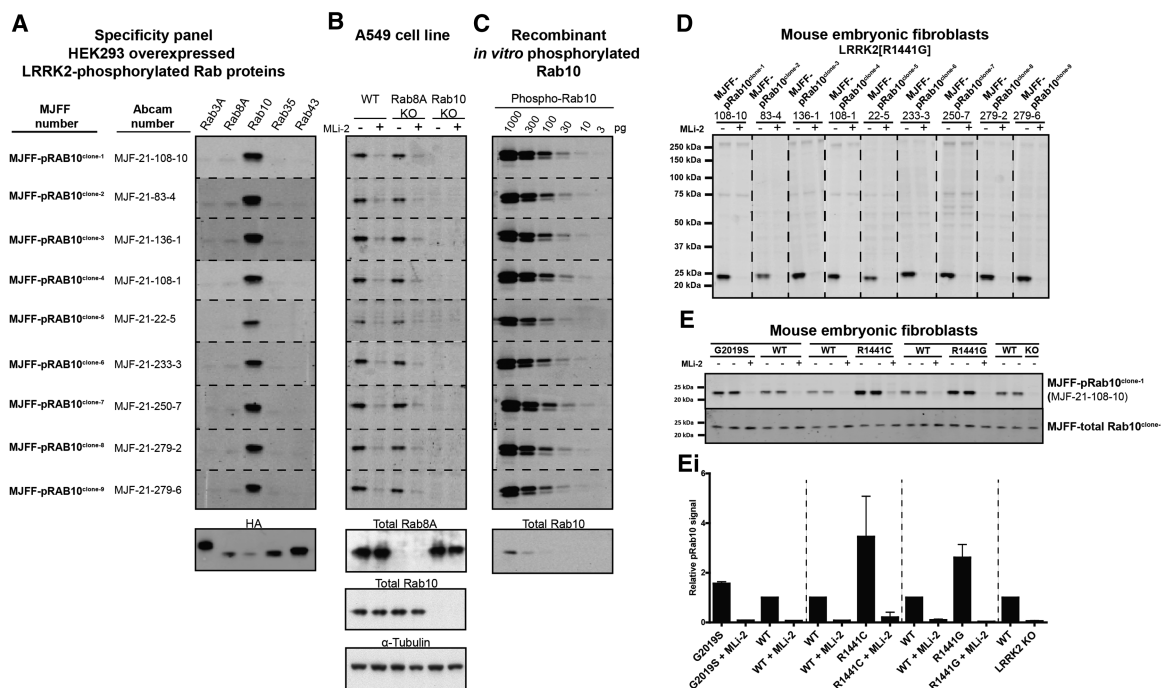 A
Specificity panel
HEK293 overexpressed
LRRK2-phosphorylated Rab proteins
MJFF number
Abcam number
Rab3A Rab8A Rab10 Rab35 Rab43
MJFF-pRAB10clone-1 MJF-21-108-10
MJFF-pRAB10clone-2 MJF-21-83-4
MJFF-pRAB10clone-3 MJF-21-136-1
MJFF-pRAB10clone-4 MJF-21-108-1
MJFF-pRAB10clone-5 MJF-21-22-5
MJFF-pRAB10clone-6 MJF-21-233-3
MJFF-pRAB10clone-7 MJF-21-250-7
MJFF-pRAB10clone-8 MJF-21-279-2
MJFF-pRAB10clone-9 MJF-21-279-6
HA
B
A549 cell line
WT Rab8A KO Rab10 KO
MLi-2 - + - + - +
Total Rab8A
Total Rab10
α-Tubulin
C
Recombinant
in vitro phosphorylated
Rab10
Phospho-Rab10
1000 300 100 30 10 3 pg
Total Rab10
D
Mouse embryonic fibroblasts
LRRK2[R1441G]
MJFF-pRab10clone-1 MJFF-pRab10clone-2 MJFF-pRab10clone-3 MJFF-pRab10clone-4 MJFF-pRab10clone-5 MJFF-pRab10clone-6 MJFF-pRab10clone-7 MJFF-pRab10clone-8 MJFF-pRab10clone-9
108-10 83-4 136-1 108-1 22-5 233-3 250-7 279-2 279-6
MLi-2 - + - + - + - + - + - + - + - + - +
250 kDa
150 kDa
100 kDa
75 kDa
50 kDa
37 kDa
25 kDa
20 kDa
E
Mouse embryonic fibroblasts
G2019S WT WT R1441C WT R1441G WT KO
MLi-2 - - + - - + - - + - - + - - + - - + - - -
25 kDa
20 kDa
MJFF-pRab10clone-1
(MJF-21-108-10)
25 kDa
20 kDa
MJFF-total Rab10clone-
Ei
Relative pRab10 signal
6
4
2
0
G2019S
G2019S + MLi-2
WT
WT + MLi-2
WT
WT + MLi-2
R1441C
R1441C + MLi-2
WT
WT + MLi-2
R1441G
R1441G + MLi-2
WT
LRRK2 KO